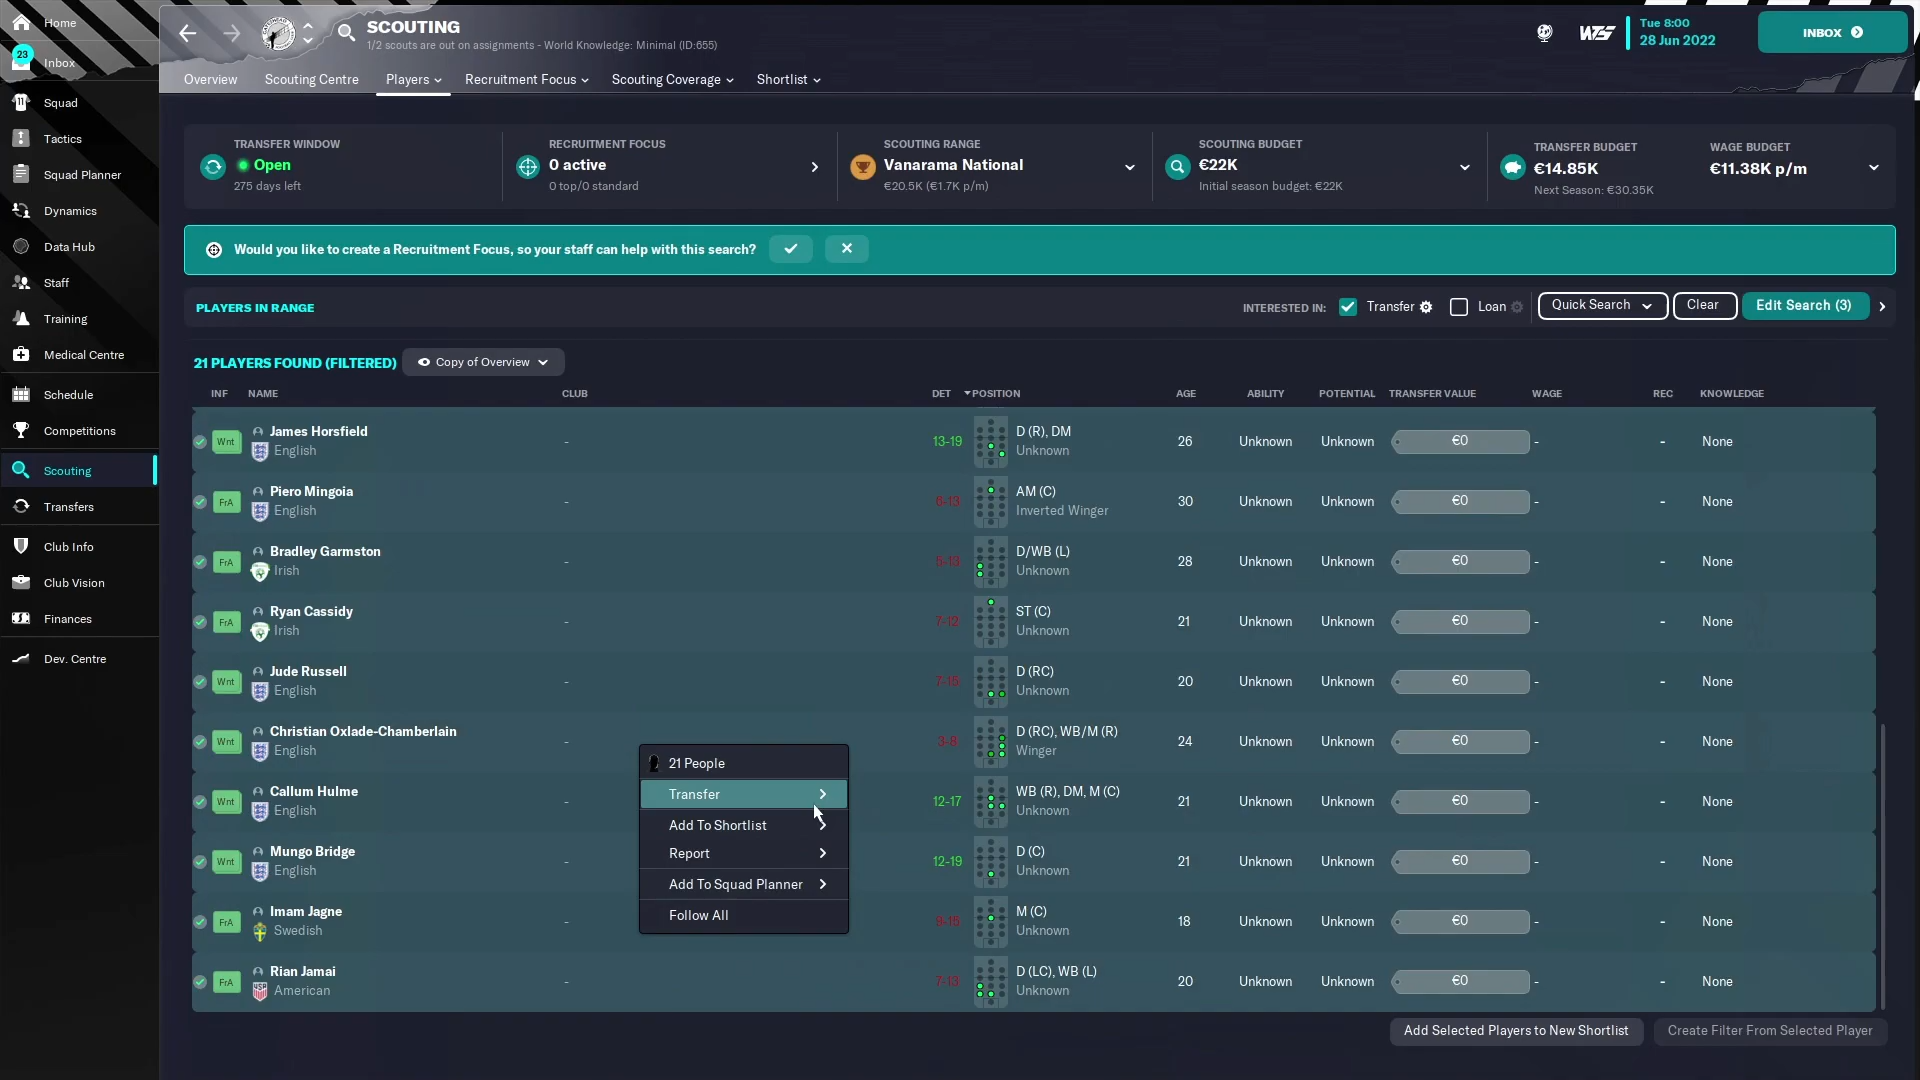 Home
23
Inbox
Squad
Tactics
Squad Planner
Dynamics
Data Hub
Staff
Training
Medical Centre
Schedule
Competitions
Scouting
Transfers
Club Info
Club Vision
Finances
Dev. Centre
SCOUTING
1/2 scouts are out on assignments - World Knowledge: Minimal (ID:655)
Tue 8:00
28 Jun 2022
INBOX
Overview Scouting Centre Players Recruitment Focus Scouting Coverage Shortlist
TRANSFER WINDOW
Open
275 days left
RECRUITMENT FOCUS
0 active
0 top/0 standard
SCOUTING RANGE
Vanarama National
€20.5K (€1.7K p/m)
SCOUTING BUDGET
€22K
Initial season budget: €22K
TRANSFER BUDGET
€14.85K
Next Season: €30.35K
WAGE BUDGET
€11.38K p/m
Would you like to create a Recruitment Focus, so your staff can help with this search?
PLAYERS IN RANGE
INTERESTED IN: Transfer Loan Quick Search Clear Edit Search (3)
21 PLAYERS FOUND (FILTERED) Copy of Overview
INF NAME CLUB DET POSITION AGE ABILITY POTENTIAL TRANSFER VALUE WAGE REC KNOWLEDGE
Wnt James Horsfield English - 13-19 D (R), DM Unknown 26 Unknown Unknown €0 - - None
FrA Piero Mingoia English - 6-13 AM (C) Inverted Winger 30 Unknown Unknown €0 - - None
FrA Bradley Garmston Irish - 5-13 D/WB (L) Unknown 28 Unknown Unknown €0 - - None
FrA Ryan Cassidy Irish - 7-12 ST (C) Unknown 21 Unknown Unknown €0 - - None
Wnt Jude Russell English - 7-15 D (RC) Unknown 20 Unknown Unknown €0 - - None
Wnt Christian Oxlade-Chamberlain English - 3-8 D (RC), WB/M (R) Winger 24 Unknown Unknown €0 - - None
Wnt Callum Hulme English 12-17 WB (R), DM, M (C) Unknown 21 Unknown Unknown €0 - - None
Wnt Mungo Bridge English 12-19 D (C) Unknown 21 Unknown Unknown €0 - - None
FrA Imam Jagne Swedish - 9-15 M (C) Unknown 18 Unknown Unknown €0 - - None
FrA Rian Jamai American - 7-13 D (LC), WB (L) Unknown 20 Unknown Unknown €0 - - None
21 People
Transfer
Add To Shortlist
Report
Add To Squad Planner
Follow All
Add Selected Players to New Shortlist Create Filter From Selected Player